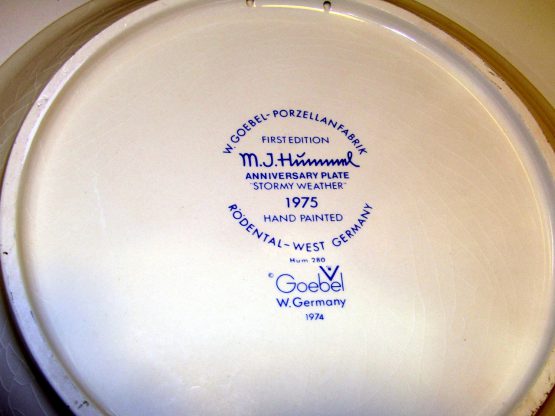 W. GOEBEL-PORZELLANFABRIK
FIRST EDITION
M.J.Hummel
ANNIVERSARY PLATE
"STORMY WEATHER"
1975
HAND PAINTED
RÖDENTAL-WEST GERMANY
Hum 280
© Goebel
W. Germany
1974